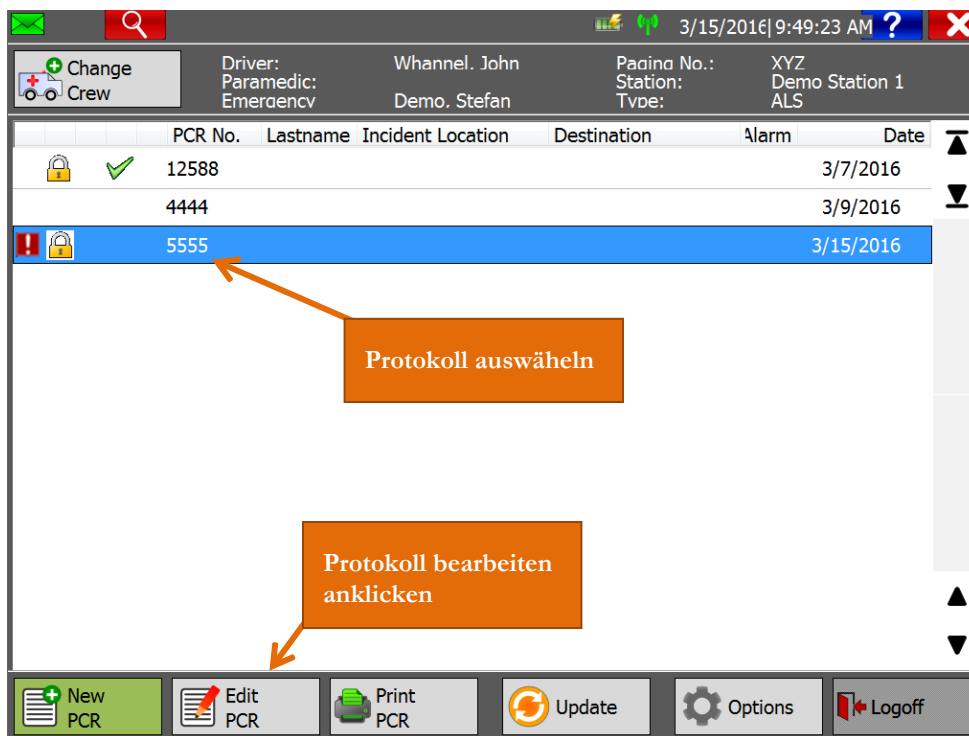 3/15/2016| 9:49:23 AM ?
Change
Crew
Driver: Whannel. John Paging No.: XYZ
Paramedic: Station: Demo Station 1
Emergency Demo. Stefan Type: ALS
PCR No. Lastname Incident Location Destination Alarm Date
12588 3/7/2016
4444 3/9/2016
5555 3/15/2016
Protokoll auswäheln
Protokoll bearbeiten
anklicken
New
PCR
Edit
PCR
Print
PCR
Update
Options
Logoff